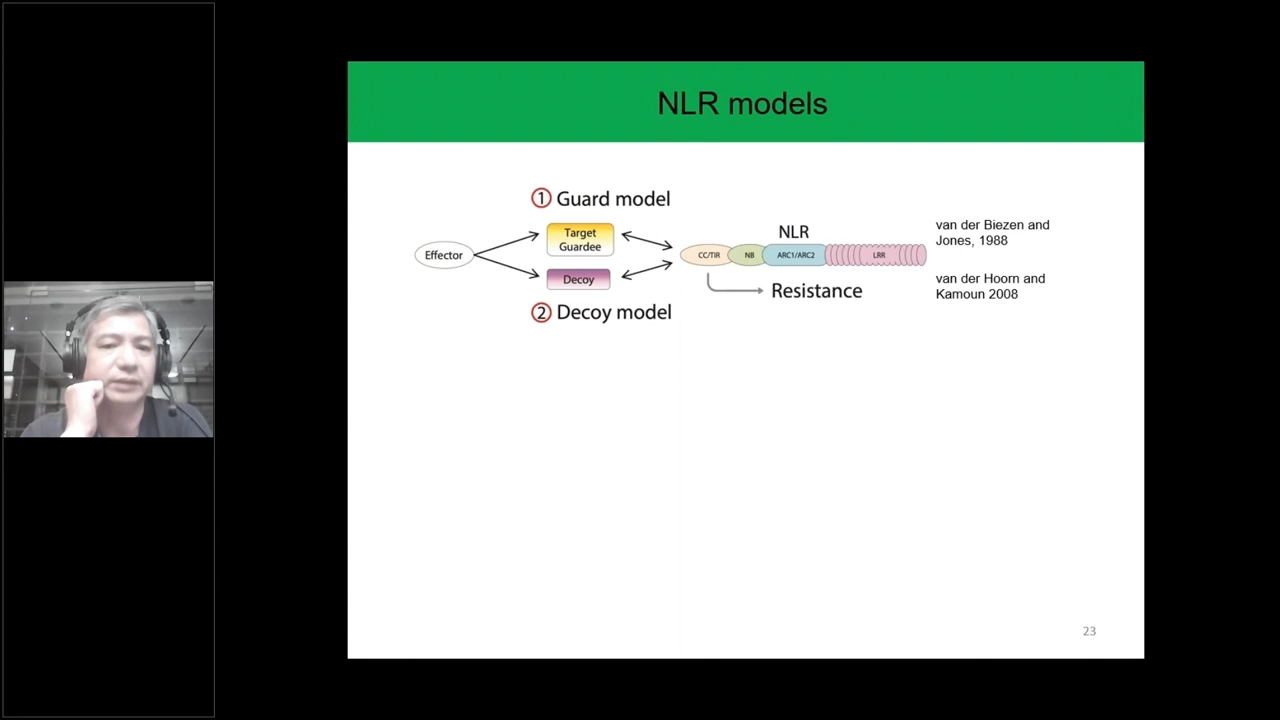 NLR models
① Guard model
Target
Guardee
Effector
Decoy
② Decoy model
NLR
CC/TIR NB ARC1/ARC2 LRR
Resistance
van der Biezen and
Jones, 1988
van der Hoorn and
Kamoun 2008
23